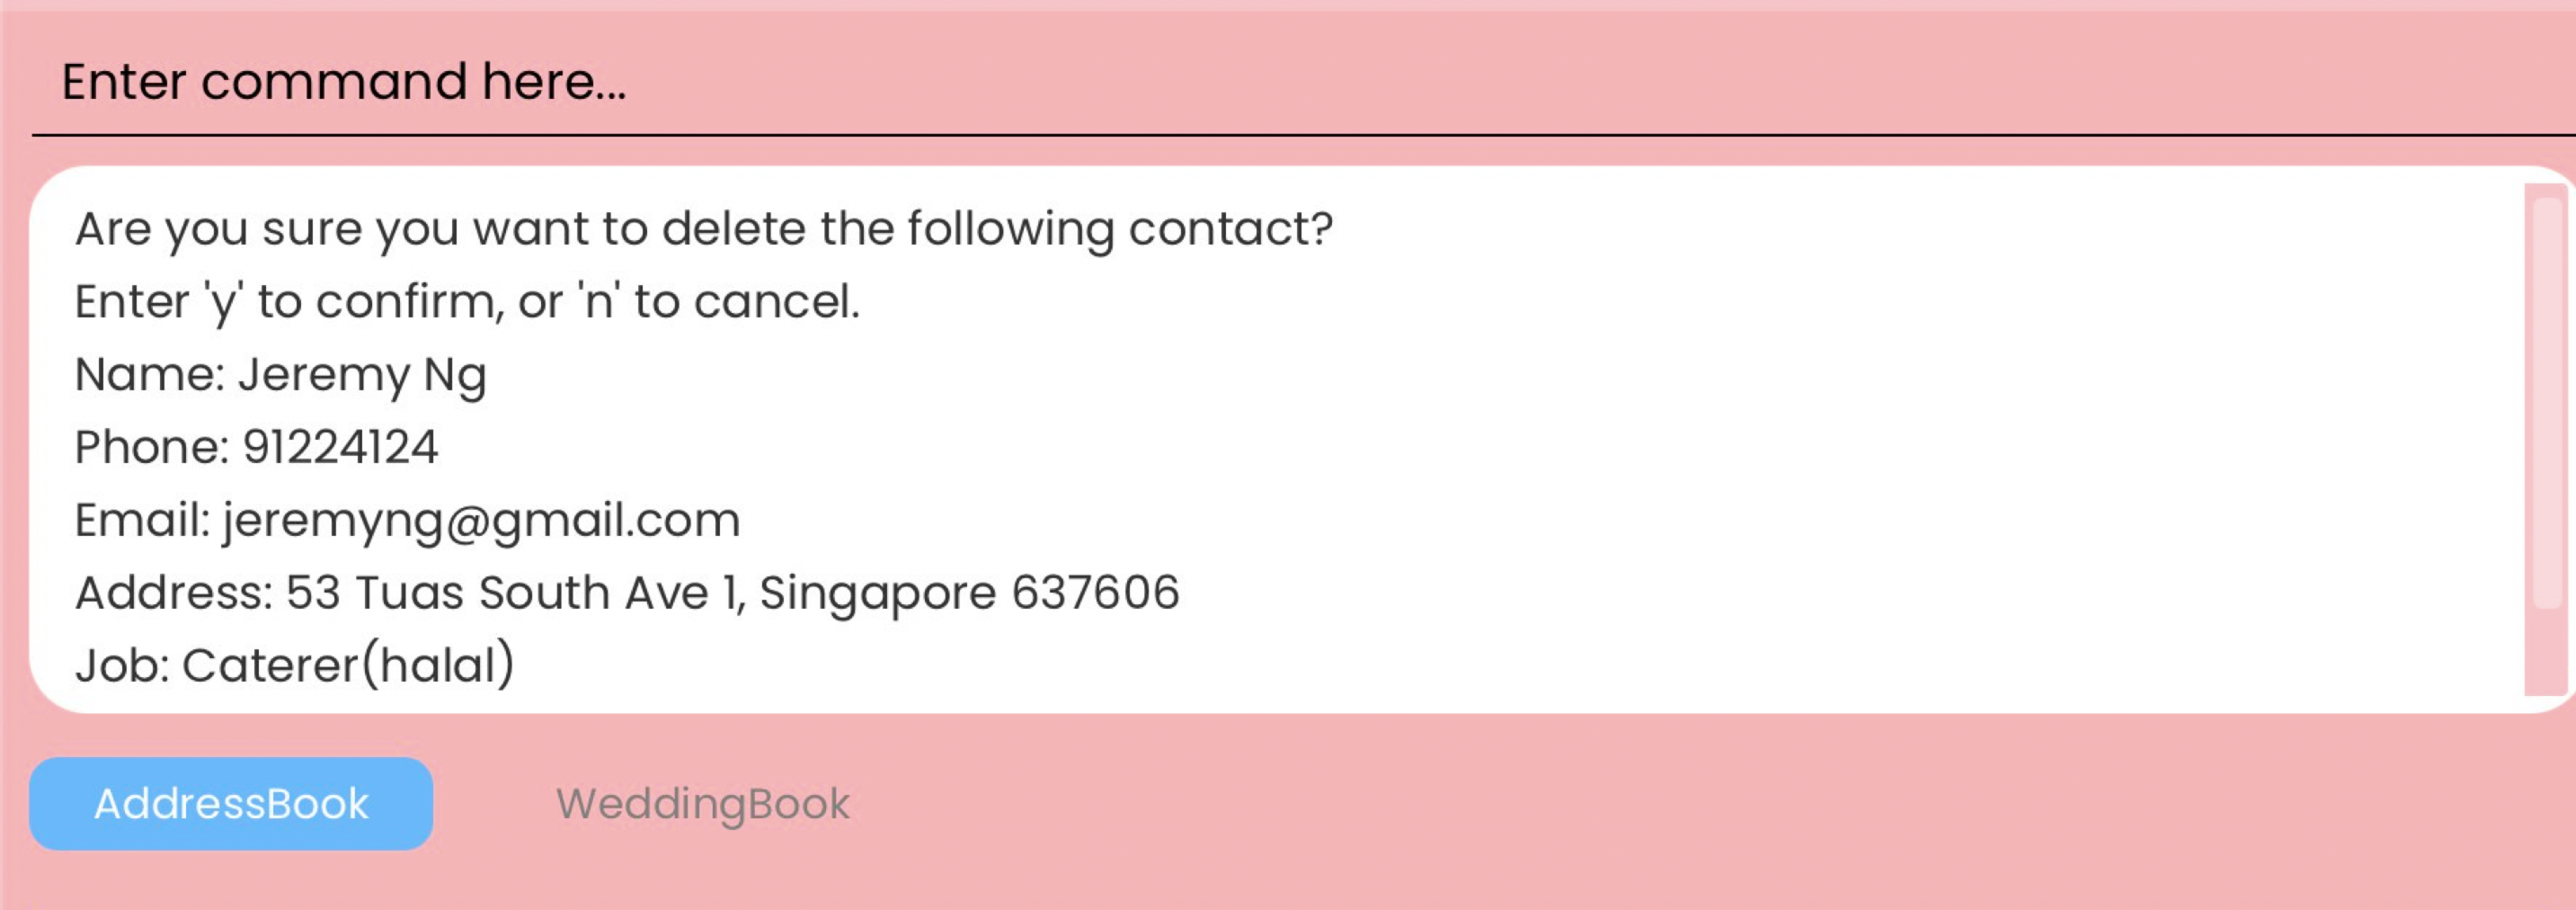 Enter command here...
Are you sure you want to delete the following contact?
Enter 'y' to confirm, or 'n' to cancel.
Name: Jeremy Ng
Phone: 91224124
Email: jeremyng@gmail.com
Address: 53 Tuas South Ave 1, Singapore 637606
Job: Caterer(halal)
AddressBook
WeddingBook